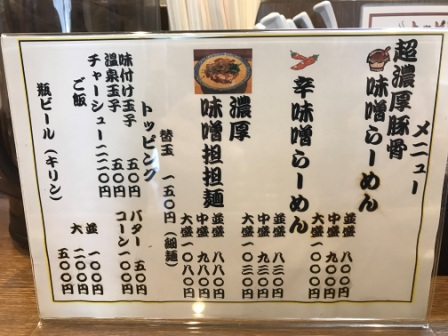 メニュー
超濃厚豚骨
味噌らーめん
並盛 八〇〇円
中盛 九〇〇円
大盛 一〇〇〇円
辛味噌らーめん
並盛 八三〇円
中盛 九三〇円
大盛 一〇三〇円
濃厚
味噌担担麺
並盛 八八〇円
中盛 九八〇円
大盛 一〇八〇円
替玉 一五〇円(細麺)
トッピング
味付け玉子 五〇円
温泉玉子 五〇円
チャーシュー 二二〇円
バター 五〇円
コーン 一〇〇円
ご飯
並 一〇〇円
大 二〇〇円
瓶ビール(キリン) 五〇〇円